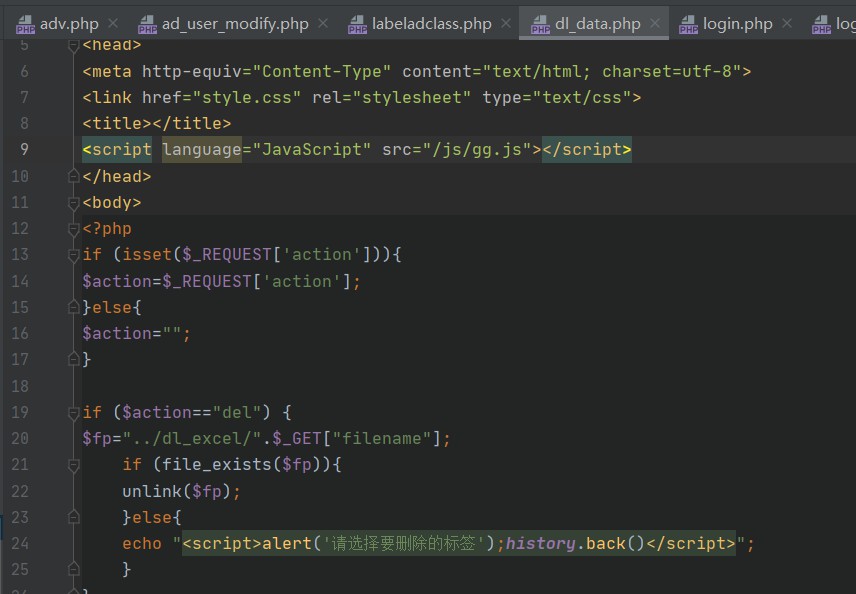 adv.php × ad_user_modify.php × labeladclass.php × dl_data.php × login.php × log
5 <head>
6 <meta http-equiv="Content-Type" content="text/html; charset=utf-8">
7 <link href="style.css" rel="stylesheet" type="text/css">
8 <title></title>
9 <script language="JavaScript" src="/js/gg.js"></script>
10 </head>
11 <body>
12 <?php
13 if (isset($_REQUEST['action'])){
14 $action=$_REQUEST['action'];
15 }else{
16 $action="";
17 }
18
19 if ($action=="del") {
20 $fp="../dl_excel/".$_GET["filename"];
21 if (file_exists($fp)){
22 unlink($fp);
23 }else{
24 echo "<script>alert('请选择要删除的标签');history.back()</script>";
25 }